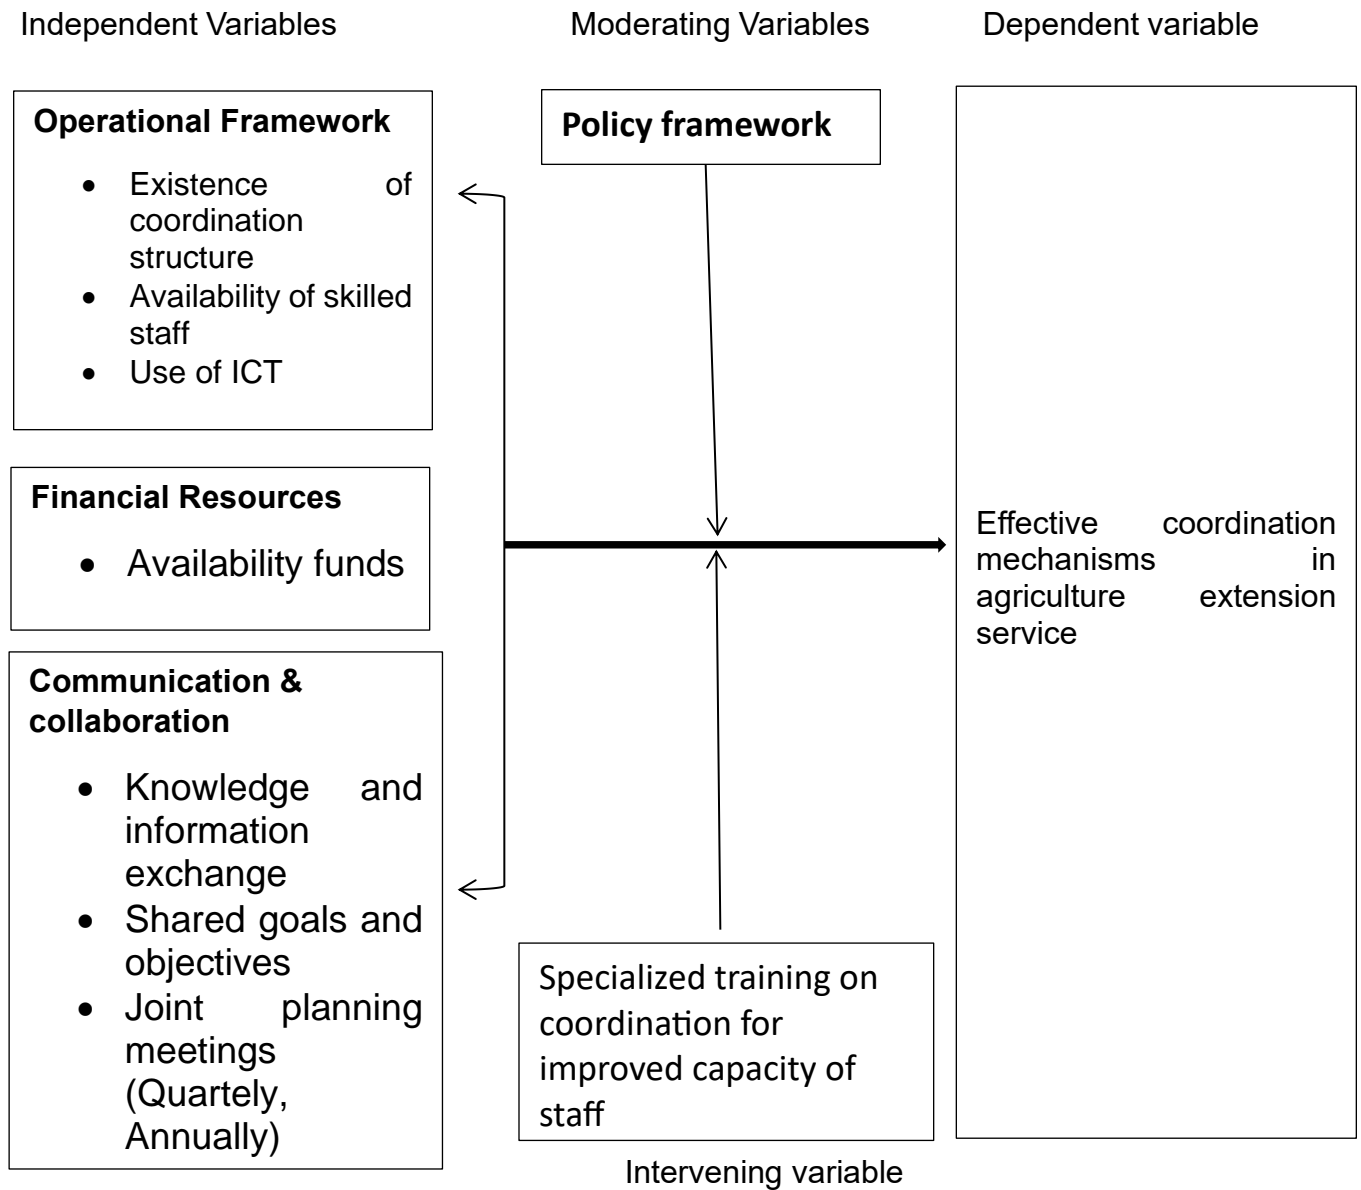 Independent Variables
Moderating Variables
Dependent variable
Operational Framework
• Existence of
coordination
structure
• Availability of skilled
staff
• Use of ICT
Financial Resources
• Availability funds
Communication &
collaboration
• Knowledge and
information
exchange
• Shared goals and
objectives
• Joint planning
meetings
(Quartely,
Annually)
Policy framework
Specialized training on
coordination for
improved capacity of
staff
Intervening variable
Effective coordination
mechanisms in
agriculture extension
service